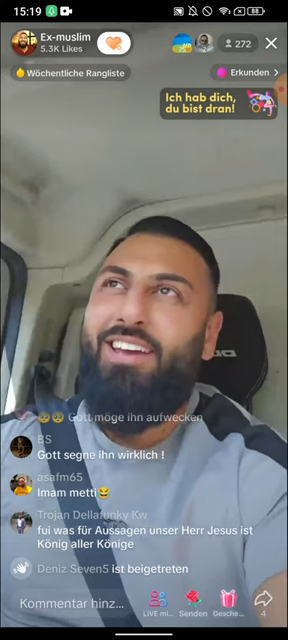 15:19
88
Ex-muslim
5.3K Likes
272
Wöchentliche Rangliste
Erkunden >
Ich hab dich,
du bist dran!
Gott möge ihn aufwecken
BS
Gott segne ihn wirklich !
asafm65
Imam metti😂
Trojan Dellafunky Kw
fui was für Aussagen unser Herr Jesus ist
König aller Könige
Deniz Seven5 ist beigetreten
Kommentar hinz...
LIVE mi...
Senden
Gesche...
4